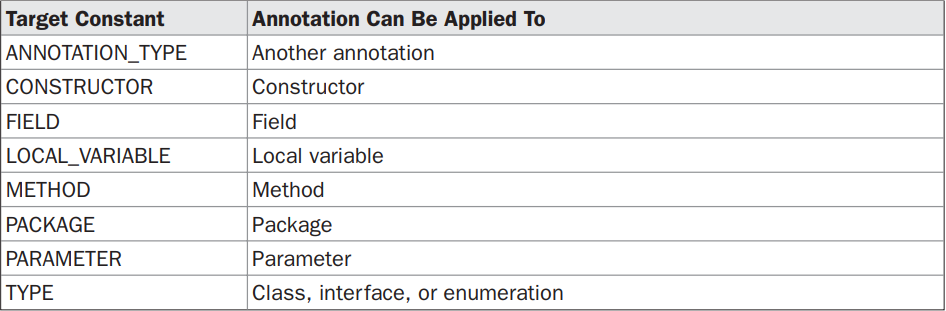 Target Constant Annotation Can Be Applied To
ANNOTATION_TYPE Another annotation
CONSTRUCTOR Constructor
FIELD Field
LOCAL_VARIABLE Local variable
METHOD Method
PACKAGE Package
PARAMETER Parameter
TYPE Class, interface, or enumeration